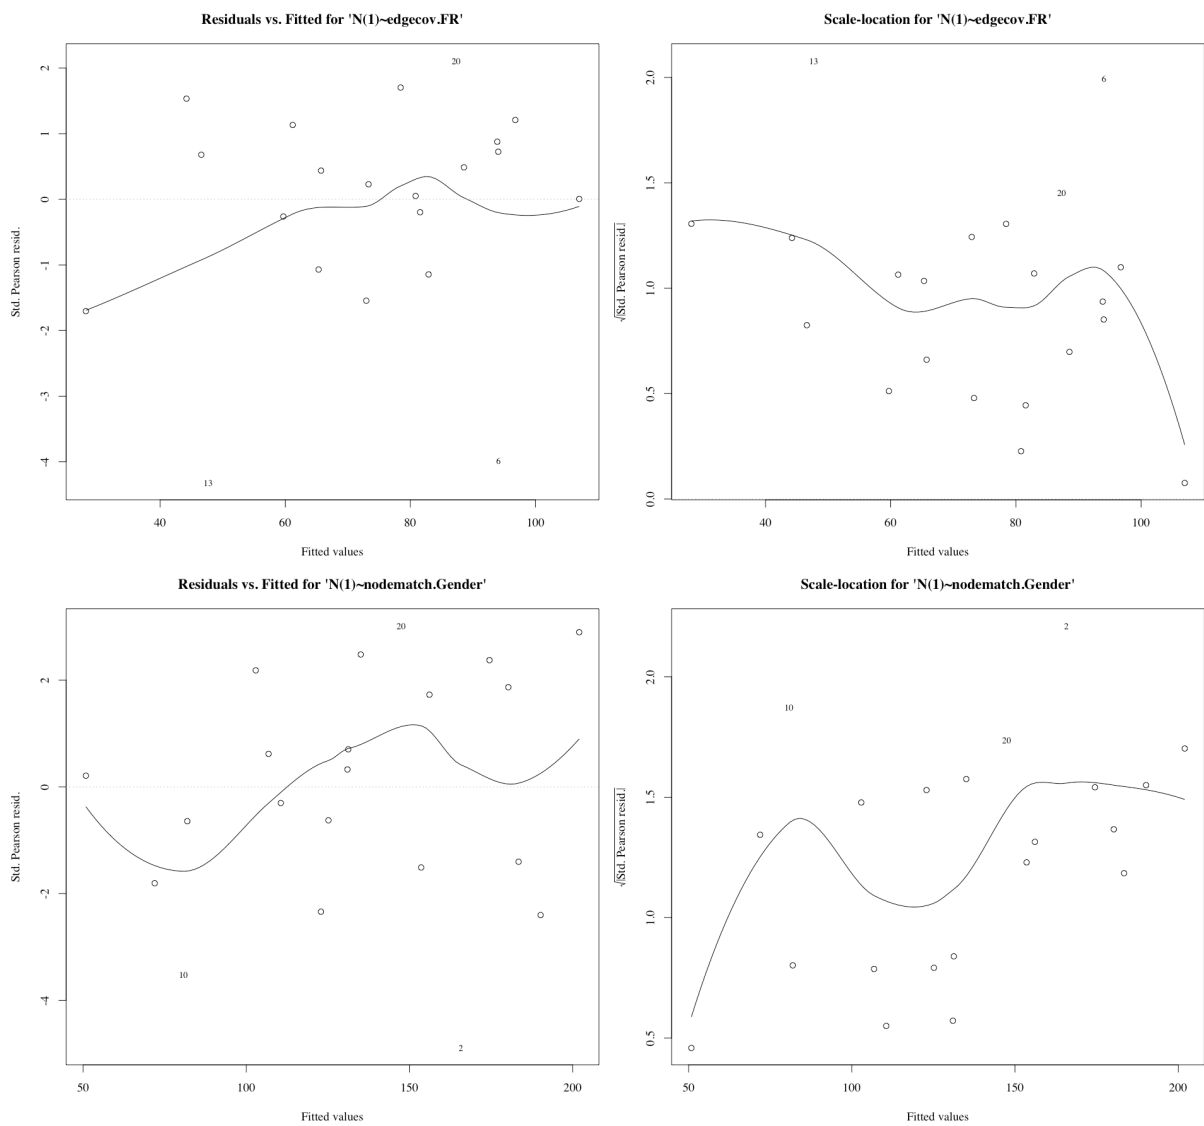 Residuals vs. Fitted for 'N(1)~edgecov.FR'
Std. Pearson resid.
2
1
0
-1
-2
-3
-4
20
13
6
40 60 80 100
Fitted values
Scale-location for 'N(1)~edgecov.FR'
√|Std. Pearson resid.|
2.0
1.5
1.0
0.5
0.0
13
6
20
40 60 80 100
Fitted values
Residuals vs. Fitted for 'N(1)~nodematch.Gender'
Std. Pearson resid.
2
0
-2
-4
20
10
2
50 100 150 200
Fitted values
Scale-location for 'N(1)~nodematch.Gender'
√|Std. Pearson resid.|
2.0
1.5
1.0
0.5
2
10
20
50 100 150 200
Fitted values